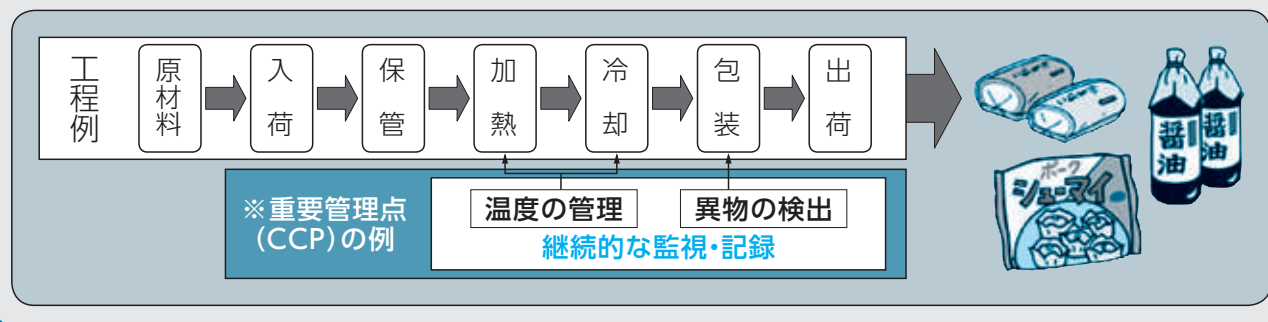 工程例
原材料
入荷
保管
加熱
冷却
包装
出荷
※重要管理点
(CCP)の例
温度の管理
異物の検出
継続的な監視・記録
醤油
醤油
ポーク
シューマイ